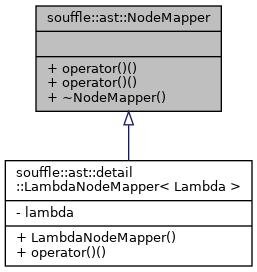 souffle::ast::NodeMapper
+ operator()()
+ operator()()
+ ~NodeMapper()
souffle::ast::detail
::LambdaNodeMapper< Lambda >
- lambda
+ LambdaNodeMapper()
+ operator()()